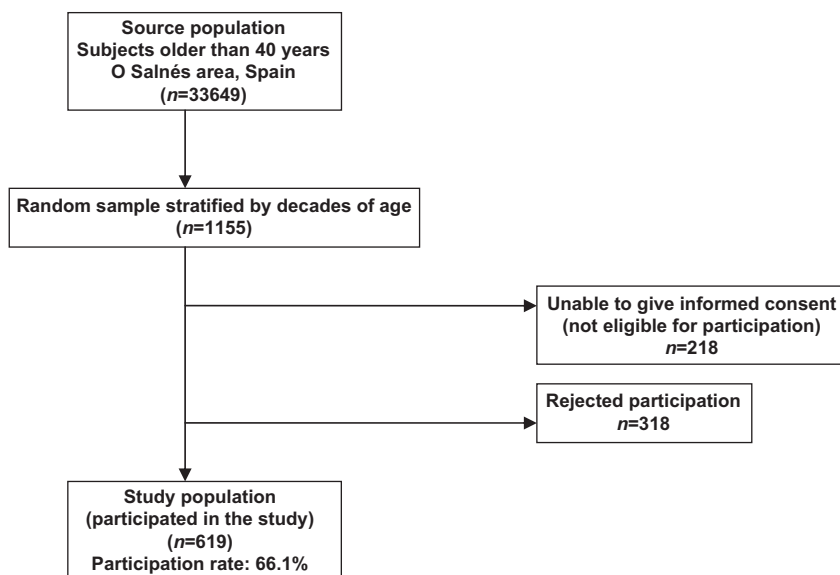 Source population
Subjects older than 40 years
O Salnés area, Spain
(n=33649)
Random sample stratified by decades of age
(n=1155)
Unable to give informed consent
(not eligible for participation)
n=218
Rejected participation
n=318
Study population
(participated in the study)
(n=619)
Participation rate: 66.1%